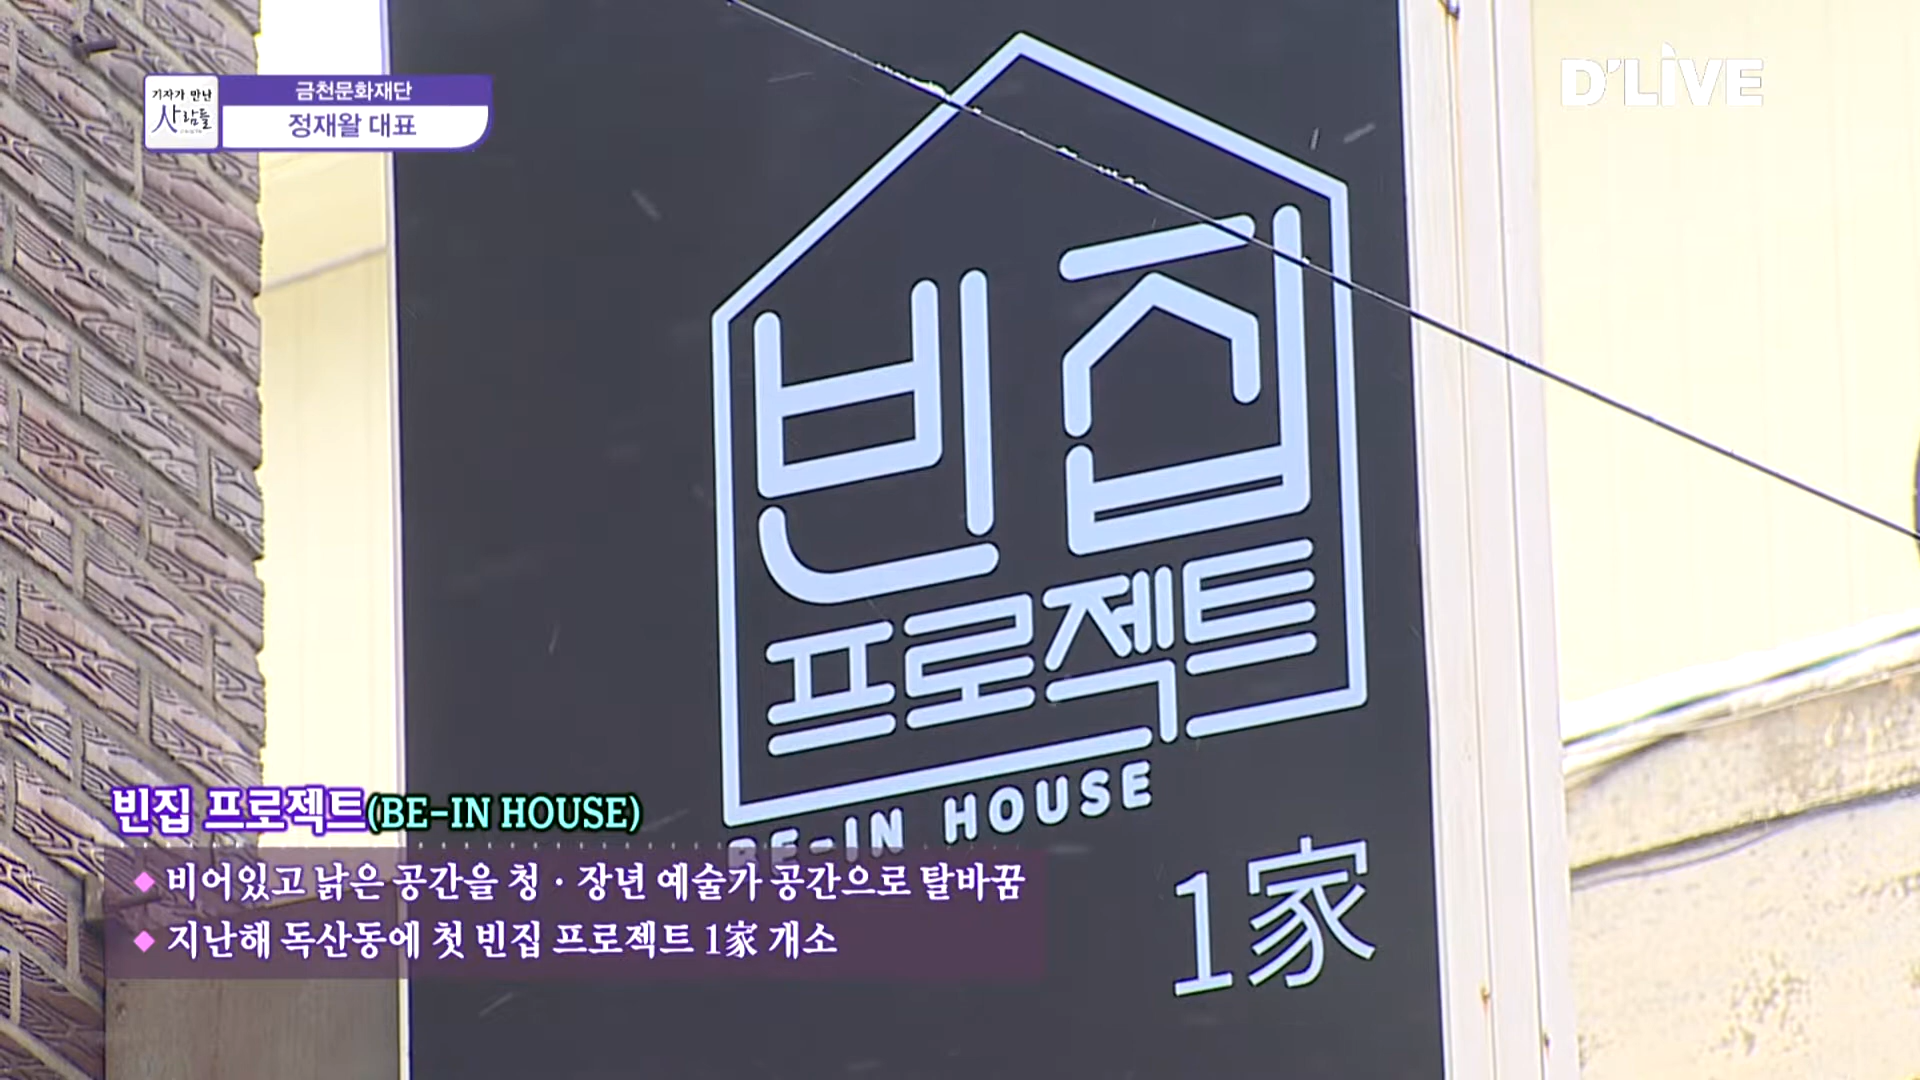 기자가 만난
사람들
금천문화재단
정재왈 대표
D'LIVE
빈집
프로젝트
BE-IN HOUSE
1家
빈집 프로젝트(BE-IN HOUSE)
◆ 비어있고 낡은 공간을 청·장년 예술가 공간으로 탈바꿈
◆ 지난해 독산동에 첫 빈집 프로젝트 1家 개소